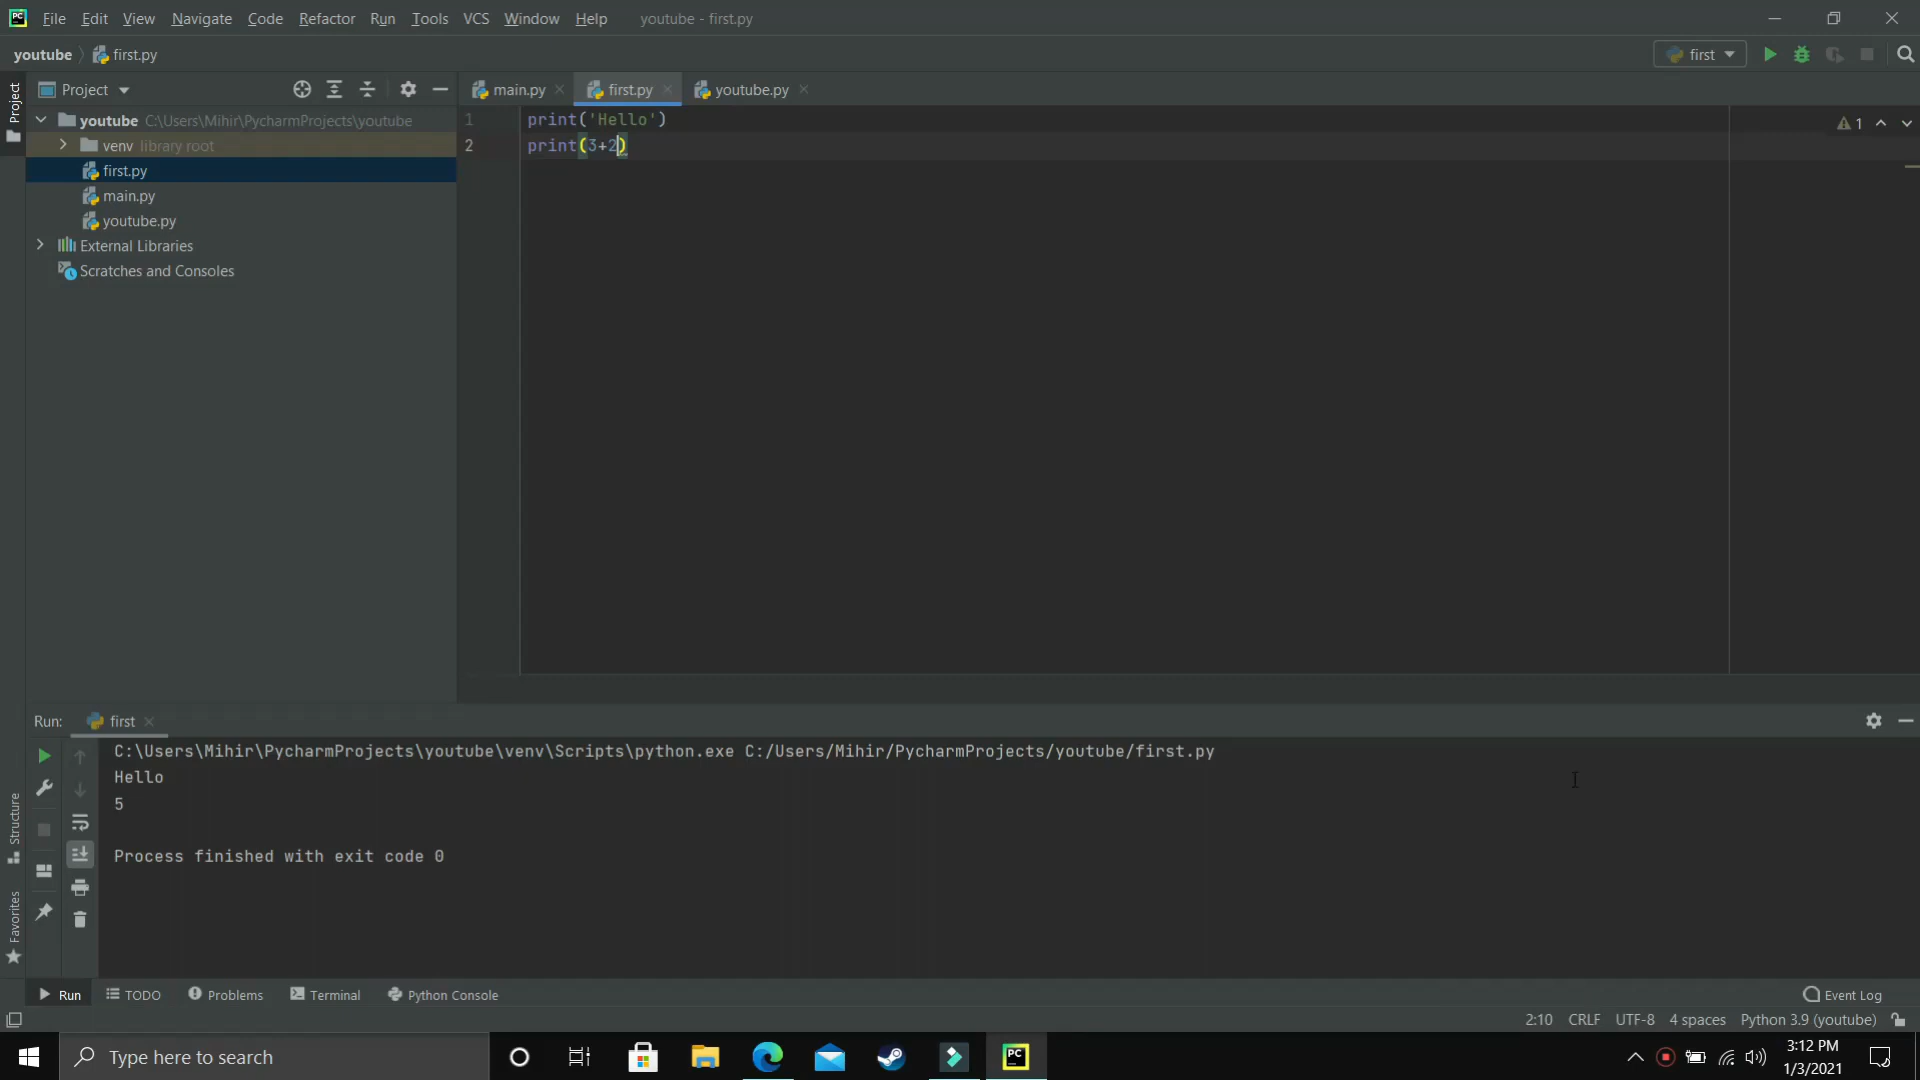 PC File Edit View Navigate Code Refactor Run Tools VCS Window Help youtube - first.py
youtube first.py first
Project Project main.py first.py youtube.py
youtube C:\Users\Mihir\PycharmProjects\youtube 1 print('Hello') 1
venv library root 2 print(3+2)
first.py
main.py
youtube.py
External Libraries
Scratches and Consoles
Run: first
C:\Users\Mihir\PycharmProjects\youtube\venv\Scripts\python.exe C:/Users/Mihir/PycharmProjects/youtube/first.py
Hello
5
Process finished with exit code 0
Structure
Favorites
Run TODO Problems Terminal Python Console Event Log
2:10 CRLF UTF-8 4 spaces Python 3.9 (youtube)
Type here to search PC 3:12 PM
1/3/2021